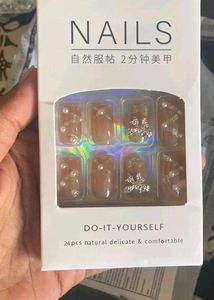 NAILS
自然服帖 2分钟美甲
DO-IT-YOURSELF
24pcs natural delicate & comfortable